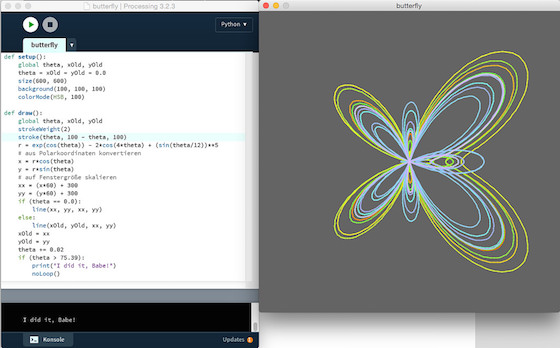 butterfly | Processing 3.2.3
Python ▾
butterfly ▾
def setup():
    global theta, xOld, yOld
    theta = xOld = yOld = 0.0
    size(600, 600)
    background(100, 100, 100)
    colorMode(HSB, 100)
def draw():
    global theta, xOld, yOld
    strokeWeight(2)
    stroke(theta, 100 - theta, 100)
    r = exp(cos(theta)) - 2*cos(4*theta) + (sin(theta/12))**5
    # aus Polarkoordinaten konvertieren
    x = r*cos(theta)
    y = r*sin(theta)
    # auf Fenstergröße skalieren
    xx = (x*60) + 300
    yy = (y*60) + 300
    if (theta == 0.0):
        line(xx, yy, xx, yy)
    else:
        line(xOld, yOld, xx, yy)
    xOld = xx
    yOld = yy
    theta += 0.02
    if (theta > 75.39):
        print("I did it, Babe!")
        noLoop()
I did it, Babe!
Konsole
Updates 1
butterfly